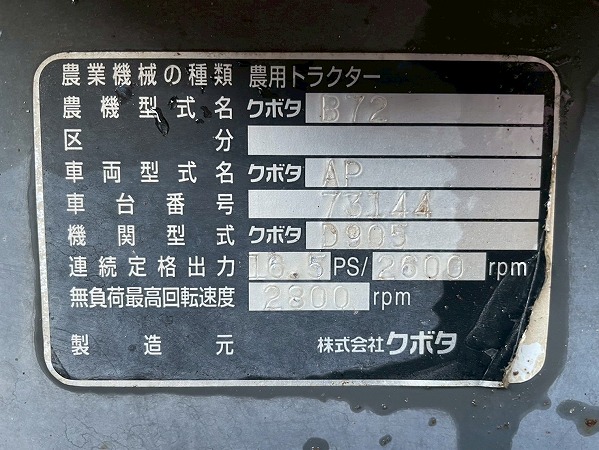 農業機械の種類 農用トラクター
農機型式名 クボタ B72
区分
車両型式名 クボタ AP
車台番号 73144
機関型式 クボタ D905
連続定格出力 16.5 PS/2600 rpm
無負荷最高回転速度 2800 rpm
製造元 株式会社クボタ